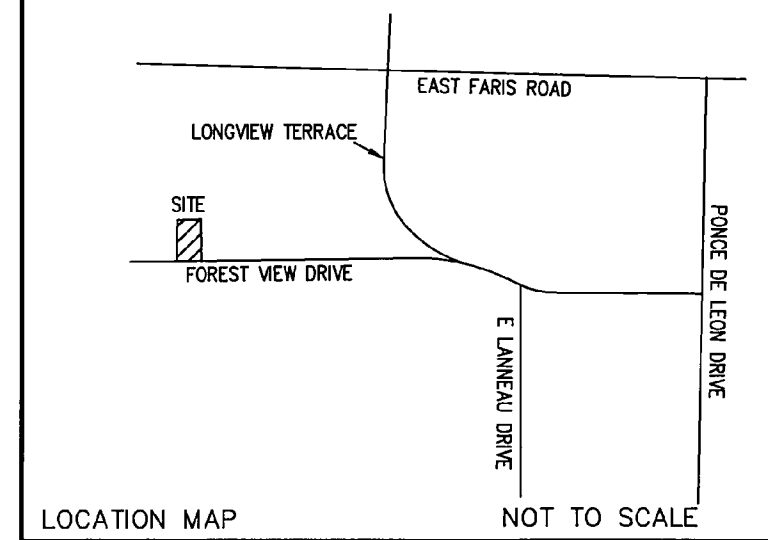 EAST FARIS ROAD
LONGVIEW TERRACE
SITE
PONCE DE LEON DRIVE
FOREST VIEW DRIVE
E LANNEAU DRIVE
LOCATION MAP
NOT TO SCALE